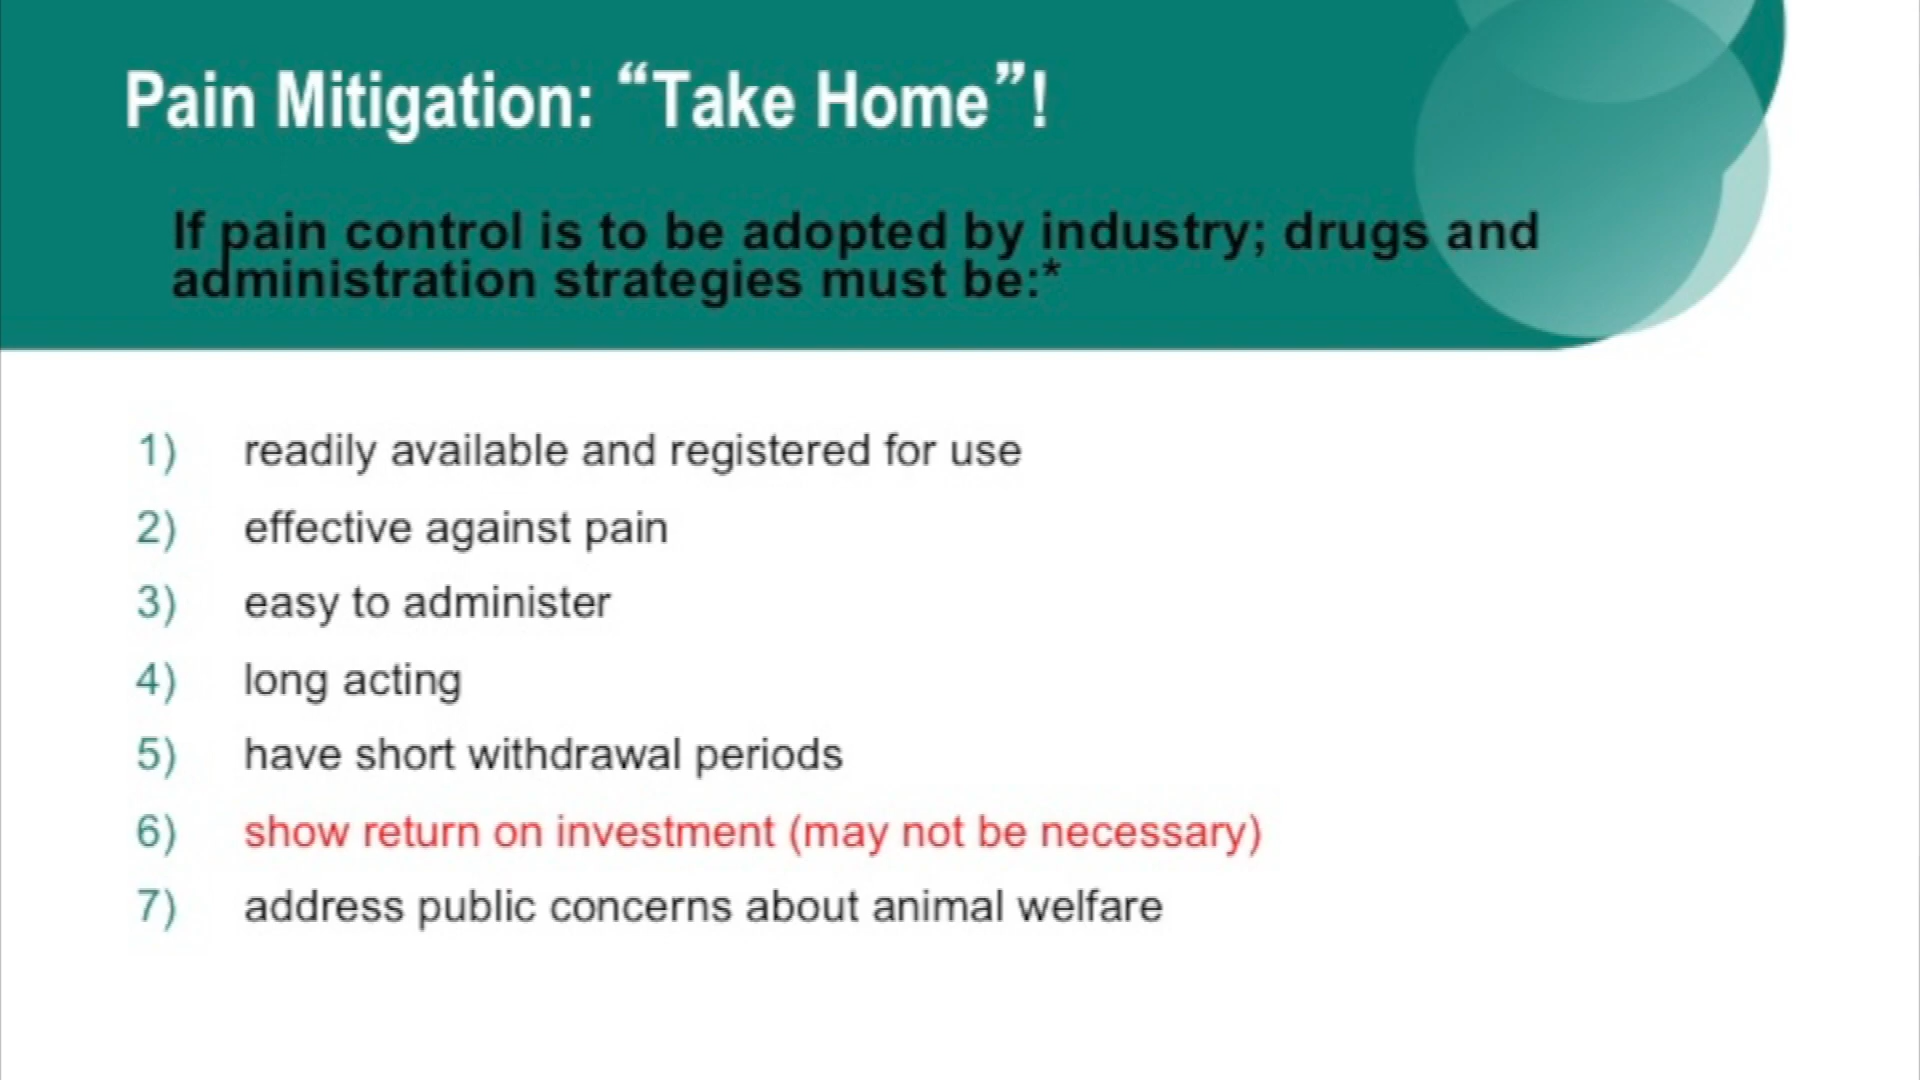 Pain Mitigation: “Take Home”!
If pain control is to be adopted by industry; drugs and
administration strategies must be:*
1) readily available and registered for use
2) effective against pain
3) easy to administer
4) long acting
5) have short withdrawal periods
6) show return on investment (may not be necessary)
7) address public concerns about animal welfare